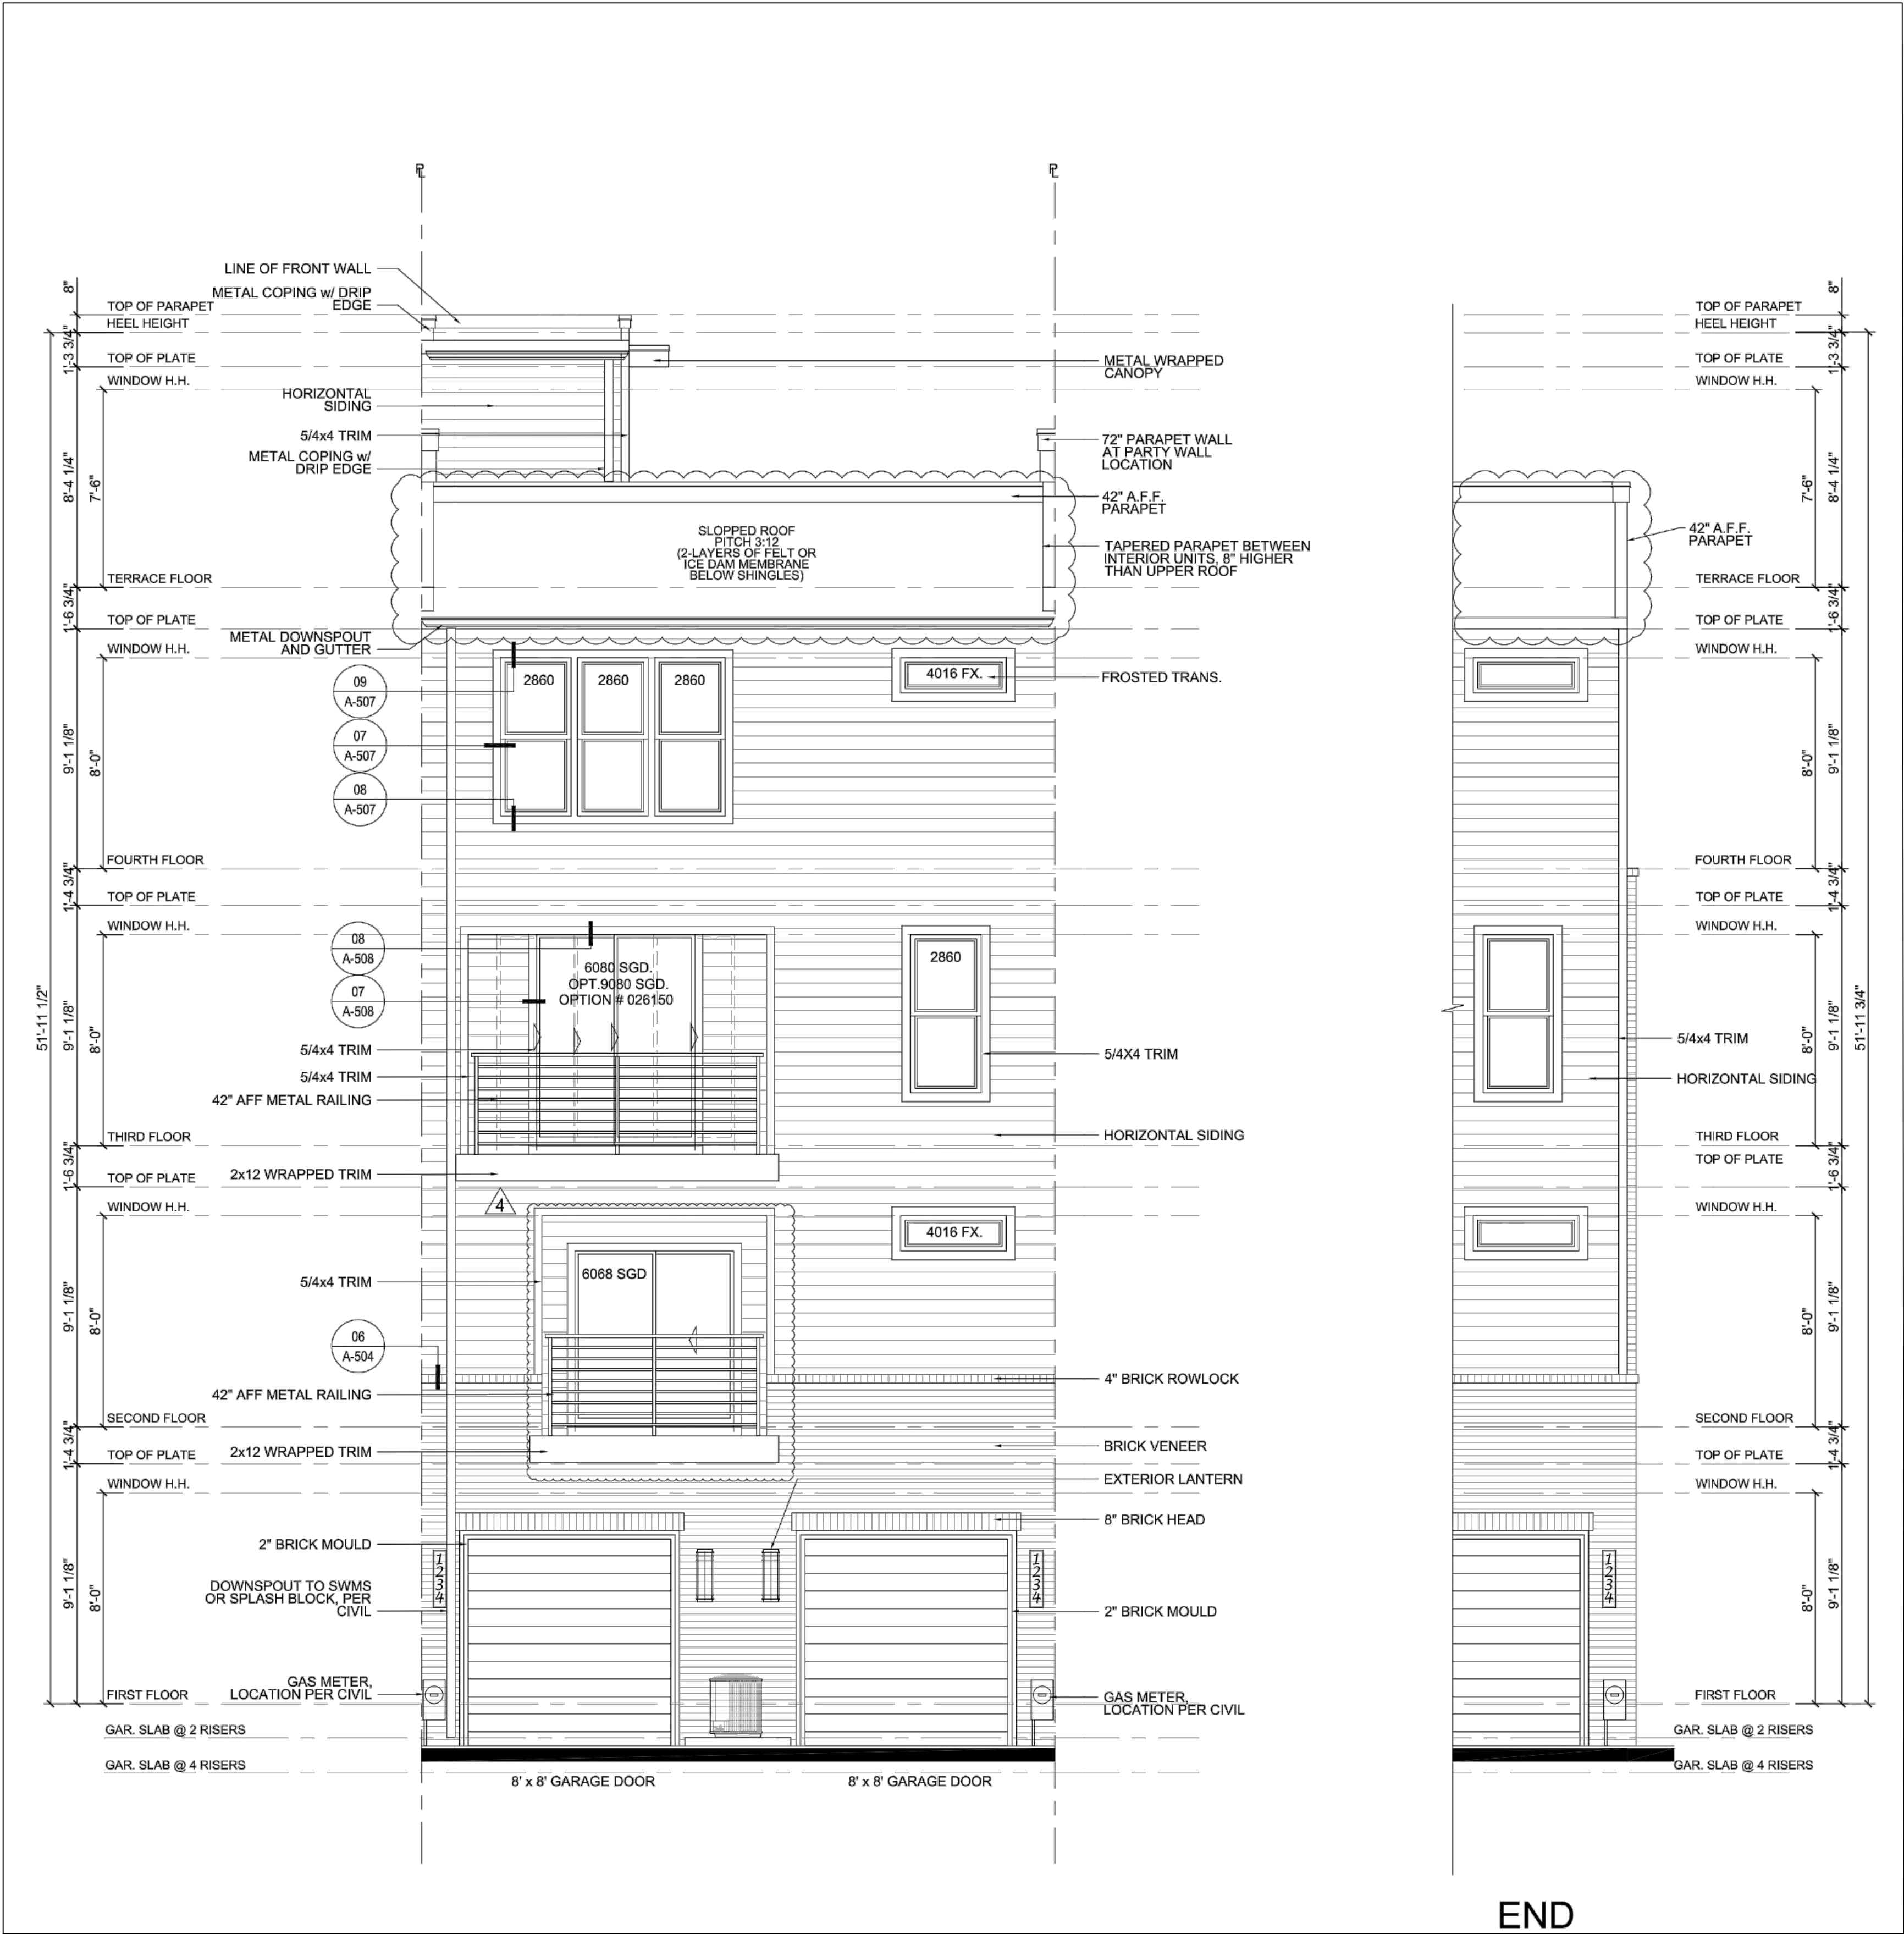 PL
PL
8"
TOP OF PARAPET
HEEL HEIGHT
1'-3 3/4"
TOP OF PLATE
WINDOW H.H.
8'-4 1/4"
7'-6"
TERRACE FLOOR
1'-6 3/4"
TOP OF PLATE
WINDOW H.H.
9'-1 1/8"
8'-0"
FOURTH FLOOR
1'-4 3/4"
TOP OF PLATE
WINDOW H.H.
51'-11 1/2"
9'-1 1/8"
8'-0"
THIRD FLOOR
1'-6 3/4"
TOP OF PLATE
WINDOW H.H.
9'-1 1/8"
8'-0"
SECOND FLOOR
1'-4 3/4"
TOP OF PLATE
WINDOW H.H.
9'-1 1/8"
8'-0"
FIRST FLOOR
GAR. SLAB @ 2 RISERS
GAR. SLAB @ 4 RISERS
LINE OF FRONT WALL
METAL COPING w/ DRIP
EDGE
HORIZONTAL
SIDING
5/4x4 TRIM
METAL COPING w/
DRIP EDGE
METAL DOWNSPOUT
AND GUTTER
09
A-507
07
A-507
08
A-507
08
A-508
07
A-508
5/4x4 TRIM
5/4x4 TRIM
42" AFF METAL RAILING
2x12 WRAPPED TRIM
4
5/4x4 TRIM
06
A-504
42" AFF METAL RAILING
2x12 WRAPPED TRIM
2" BRICK MOULD
DOWNSPOUT TO SWMS
OR SPLASH BLOCK, PER
CIVIL
GAS METER,
LOCATION PER CIVIL
SLOPPED ROOF
PITCH 3:12
(2-LAYERS OF FELT OR
ICE DAM MEMBRANE
BELOW SHINGLES)
2860
2860
2860
4016 FX.
6080 SGD.
OPT.9080 SGD.
OPTION # 026150
2860
6068 SGD
4016 FX.
1234
1234
8' x 8' GARAGE DOOR
8' x 8' GARAGE DOOR
METAL WRAPPED
CANOPY
72" PARAPET WALL
AT PARTY WALL
LOCATION
42" A.F.F.
PARAPET
TAPERED PARAPET BETWEEN
INTERIOR UNITS, 8" HIGHER
THAN UPPER ROOF
FROSTED TRANS.
5/4X4 TRIM
HORIZONTAL SIDING
4" BRICK ROWLOCK
BRICK VENEER
EXTERIOR LANTERN
8" BRICK HEAD
2" BRICK MOULD
GAS METER,
LOCATION PER CIVIL
42" A.F.F.
PARAPET
5/4x4 TRIM
HORIZONTAL SIDING
1234
8"
TOP OF PARAPET
HEEL HEIGHT
1'-3 3/4"
TOP OF PLATE
WINDOW H.H.
7'-6"
8'-4 1/4"
TERRACE FLOOR
1'-6 3/4"
TOP OF PLATE
WINDOW H.H.
8'-0"
9'-1 1/8"
FOURTH FLOOR
1'-4 3/4"
TOP OF PLATE
WINDOW H.H.
8'-0"
9'-1 1/8"
51'-11 3/4"
THIRD FLOOR
1'-6 3/4"
TOP OF PLATE
WINDOW H.H.
8'-0"
9'-1 1/8"
SECOND FLOOR
1'-4 3/4"
TOP OF PLATE
WINDOW H.H.
8'-0"
9'-1 1/8"
FIRST FLOOR
GAR. SLAB @ 2 RISERS
GAR. SLAB @ 4 RISERS
END